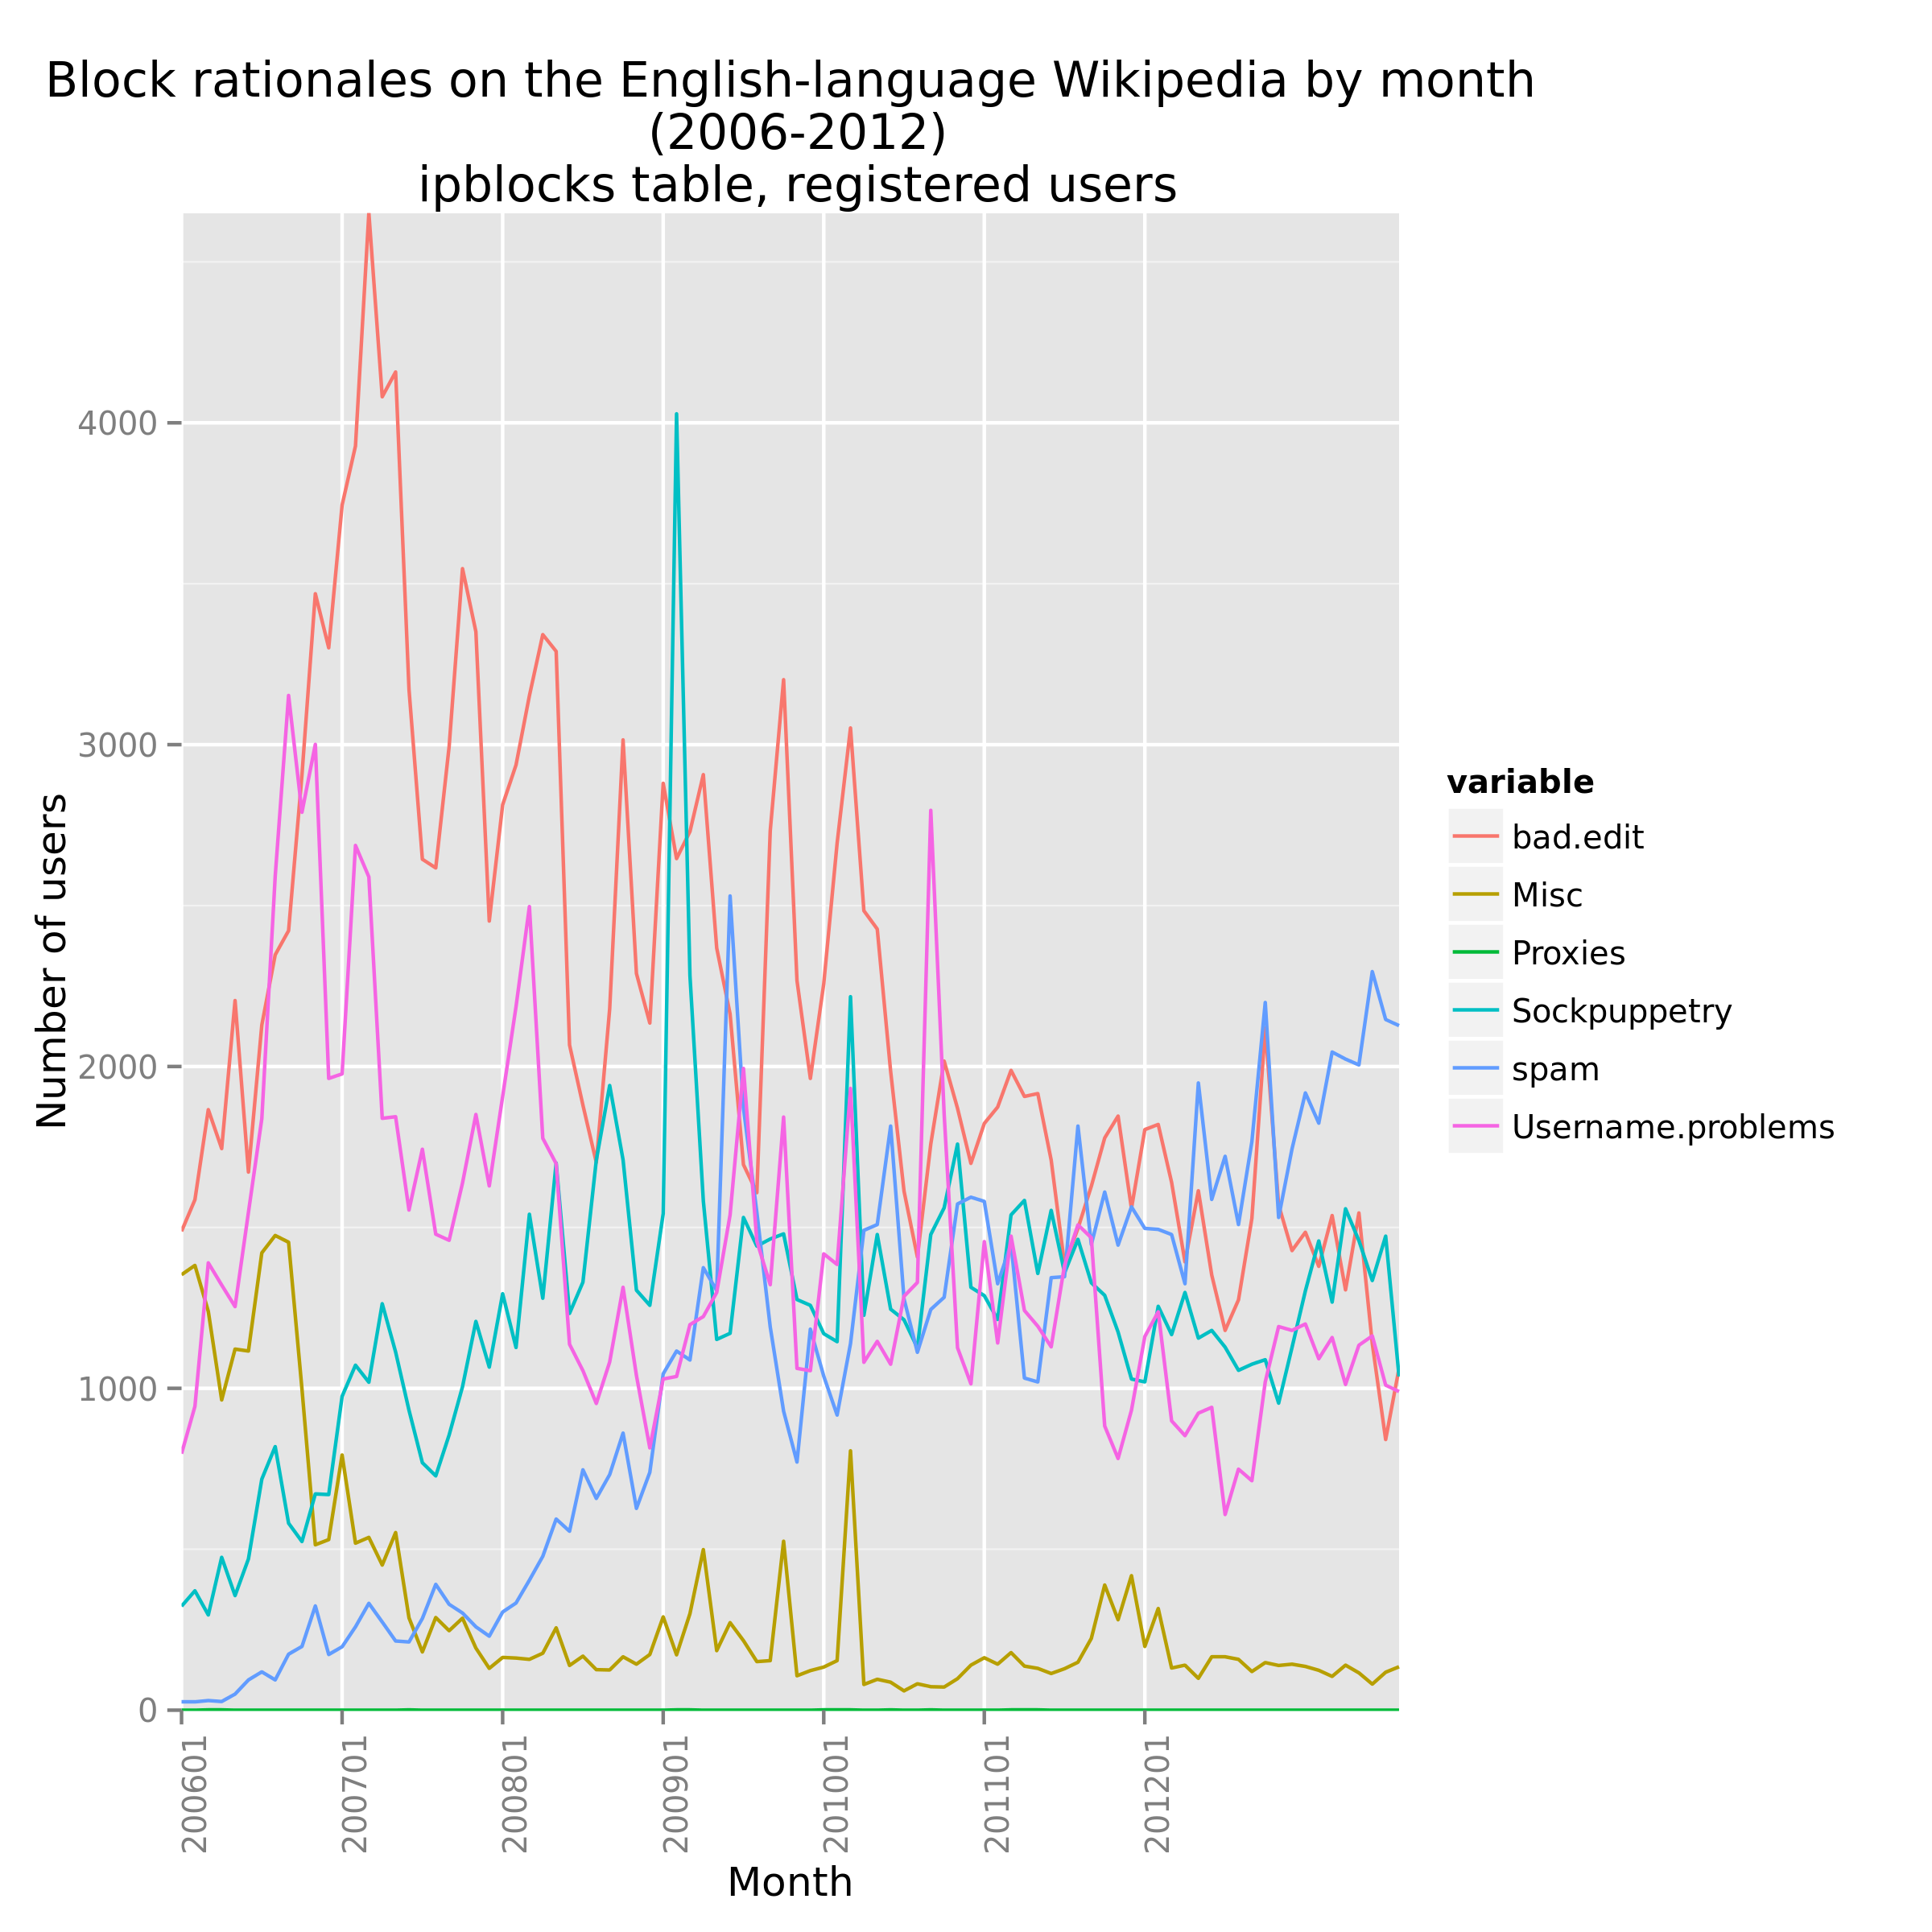 Block rationales on the English-language Wikipedia by month
(2006-2012)
ipblocks table, registered users
Number of users
4000
3000
2000
1000
0
200601
200701
200801
200901
201001
201101
201201
Month
variable
bad.edit
Misc
Proxies
Sockpuppetry
spam
Username.problems